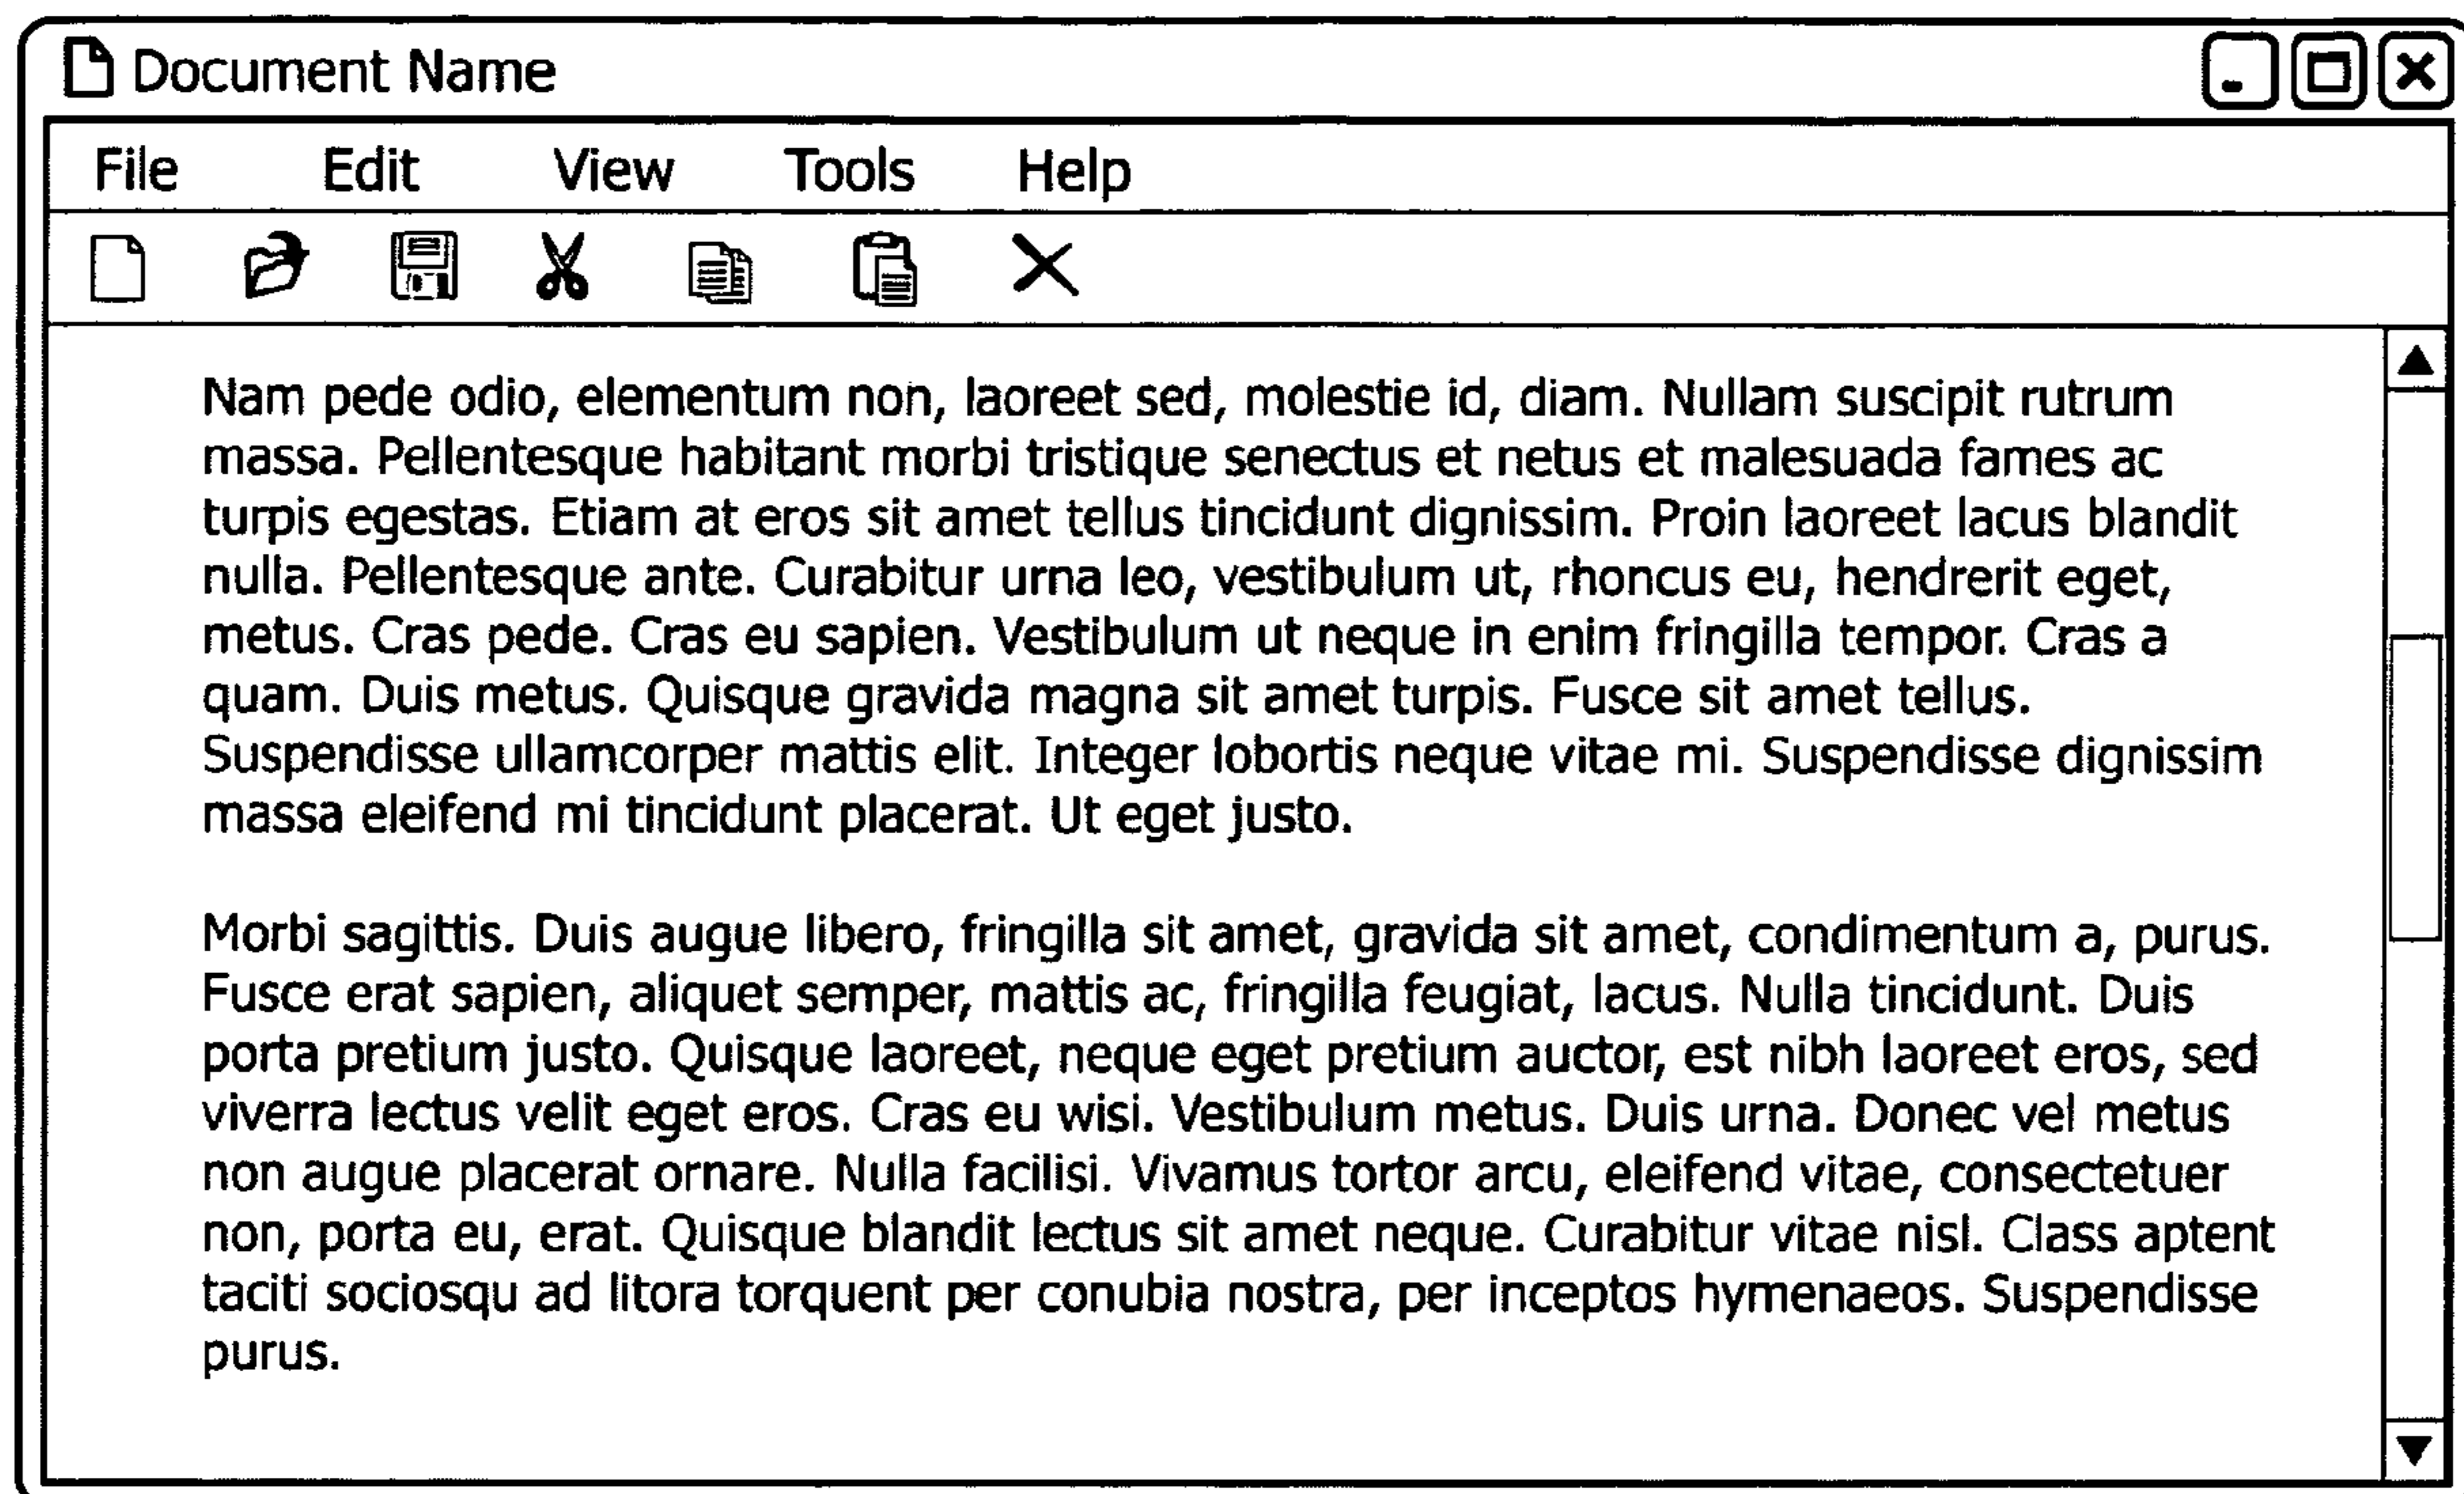 Document Name
File Edit View Tools Help
Nam pede odio, elementum non, laoreet sed, molestie id, diam. Nullam suscipit rutrum
massa. Pellentesque habitant morbi tristique senectus et netus et malesuada fames ac
turpis egestas. Etiam at eros sit amet tellus tincidunt dignissim. Proin laoreet lacus blandit
nulla. Pellentesque ante. Curabitur urna leo, vestibulum ut, rhoncus eu, hendrerit eget,
metus. Cras pede. Cras eu sapien. Vestibulum ut neque in enim fringilla tempor. Cras a
quam. Duis metus. Quisque gravida magna sit amet turpis. Fusce sit amet tellus.
Suspendisse ullamcorper mattis elit. Integer lobortis neque vitae mi. Suspendisse dignissim
massa eleifend mi tincidunt placerat. Ut eget justo.
Morbi sagittis. Duis augue libero, fringilla sit amet, gravida sit amet, condimentum a, purus.
Fusce erat sapien, aliquet semper, mattis ac, fringilla feugiat, lacus. Nulla tincidunt. Duis
porta pretium justo. Quisque laoreet, neque eget pretium auctor, est nibh laoreet eros, sed
viverra lectus velit eget eros. Cras eu wisi. Vestibulum metus. Duis urna. Donec vel metus
non augue placerat ornare. Nulla facilisi. Vivamus tortor arcu, eleifend vitae, consectetuer
non, porta eu, erat. Quisque blandit lectus sit amet neque. Curabitur vitae nisl. Class aptent
taciti sociosqu ad litora torquent per conubia nostra, per inceptos hymenaeos. Suspendisse
purus.